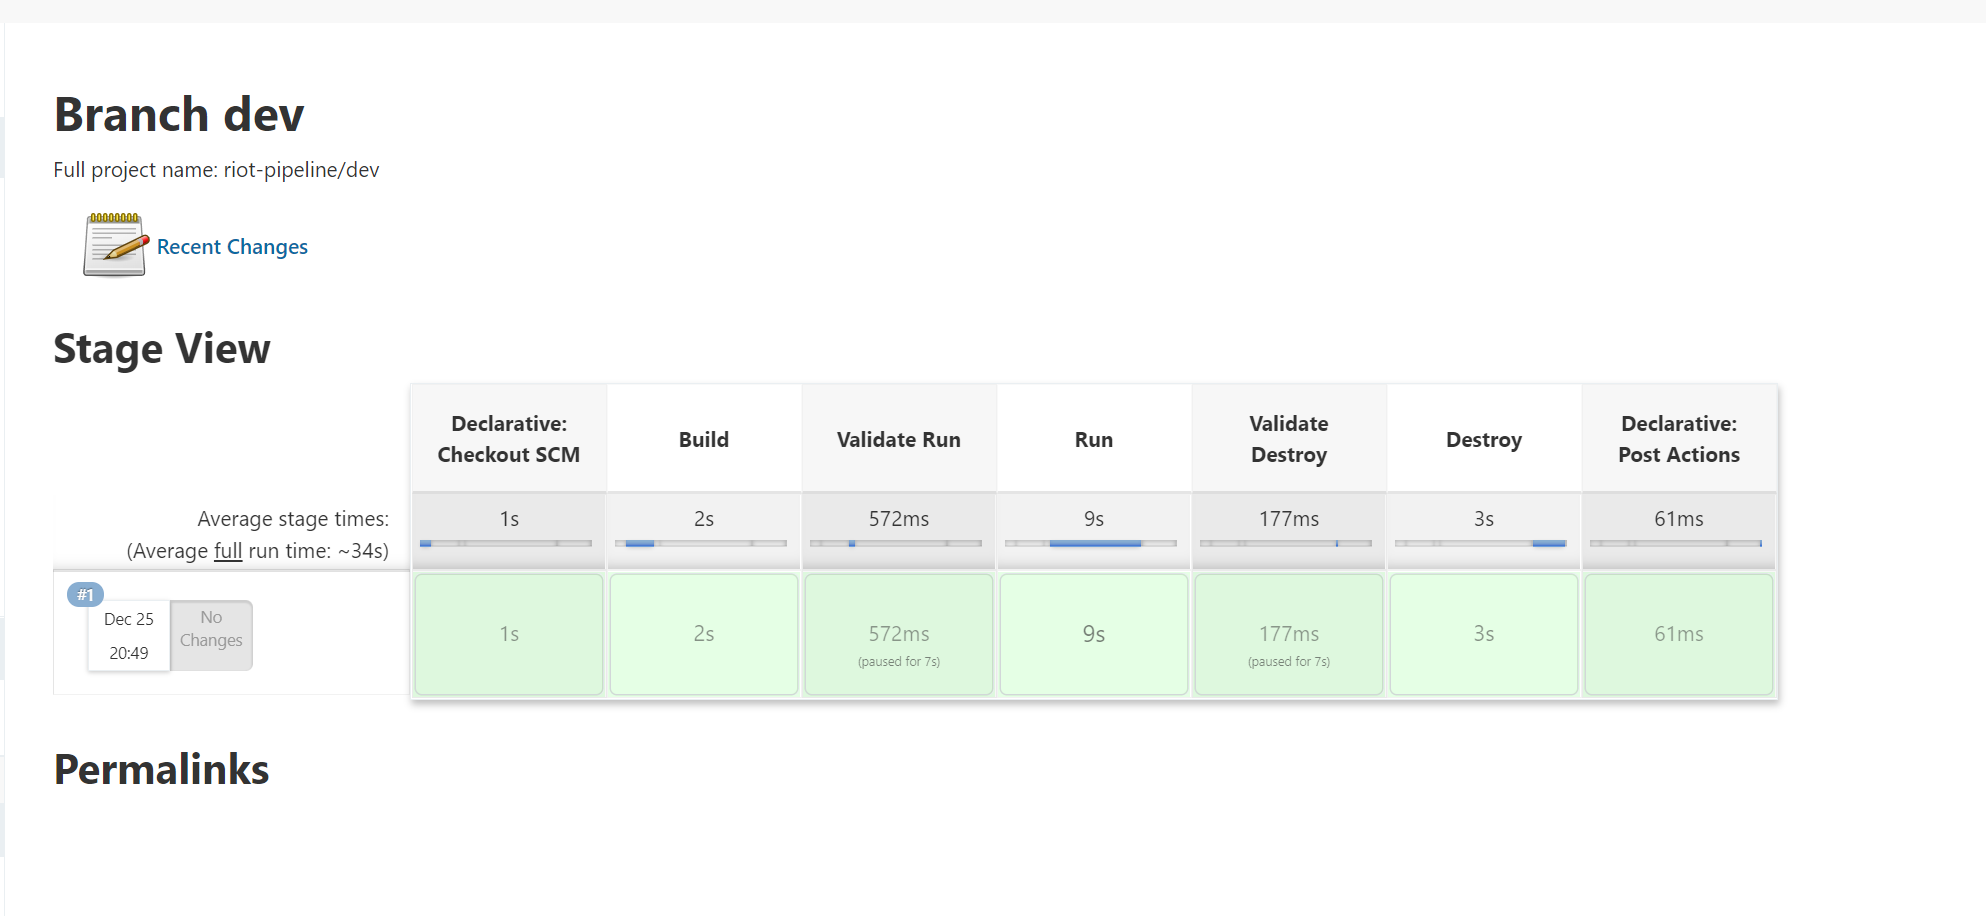 Branch dev
Full project name: riot-pipeline/dev
Recent Changes
Stage View
Declarative: Checkout SCM
Build
Validate Run
Run
Validate Destroy
Destroy
Declarative: Post Actions
Average stage times:
(Average full run time: ~34s)
1s
2s
572ms
9s
177ms
3s
61ms
#1
Dec 25
20:49
No
Changes
1s
2s
572ms
(paused for 7s)
9s
177ms
(paused for 7s)
3s
61ms
Permalinks